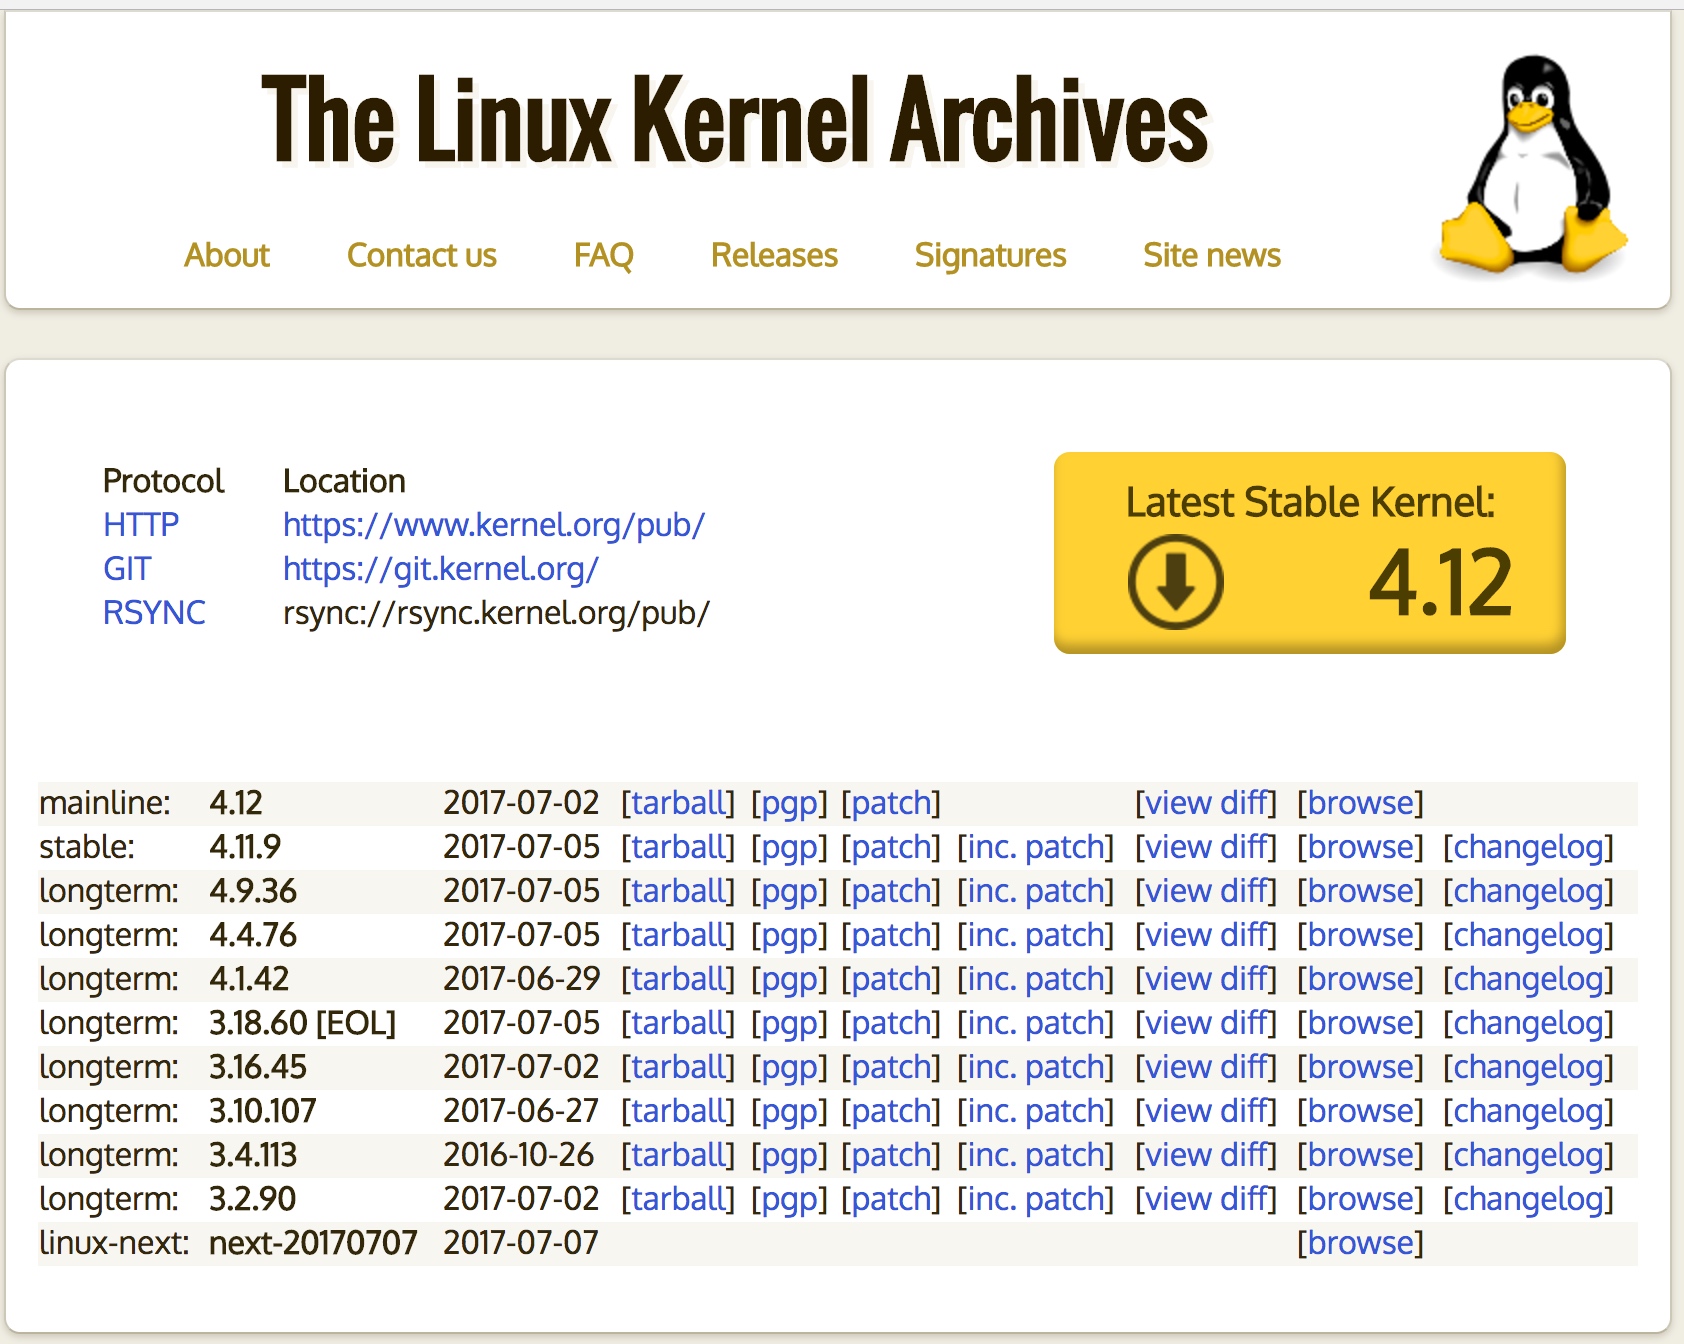 The Linux Kernel Archives
About Contact us FAQ Releases Signatures Site news
Protocol Location
HTTP https://www.kernel.org/pub/
GIT https://git.kernel.org/
RSYNC rsync://rsync.kernel.org/pub/
Latest Stable Kernel:
4.12
mainline: 4.12 2017-07-02 [tarball] [pgp] [patch] [view diff] [browse]
stable: 4.11.9 2017-07-05 [tarball] [pgp] [patch] [inc. patch] [view diff] [browse] [changelog]
longterm: 4.9.36 2017-07-05 [tarball] [pgp] [patch] [inc. patch] [view diff] [browse] [changelog]
longterm: 4.4.76 2017-07-05 [tarball] [pgp] [patch] [inc. patch] [view diff] [browse] [changelog]
longterm: 4.1.42 2017-06-29 [tarball] [pgp] [patch] [inc. patch] [view diff] [browse] [changelog]
longterm: 3.18.60 [EOL] 2017-07-05 [tarball] [pgp] [patch] [inc. patch] [view diff] [browse] [changelog]
longterm: 3.16.45 2017-07-02 [tarball] [pgp] [patch] [inc. patch] [view diff] [browse] [changelog]
longterm: 3.10.107 2017-06-27 [tarball] [pgp] [patch] [inc. patch] [view diff] [browse] [changelog]
longterm: 3.4.113 2016-10-26 [tarball] [pgp] [patch] [inc. patch] [view diff] [browse] [changelog]
longterm: 3.2.90 2017-07-02 [tarball] [pgp] [patch] [inc. patch] [view diff] [browse] [changelog]
linux-next: next-20170707 2017-07-07 [browse]